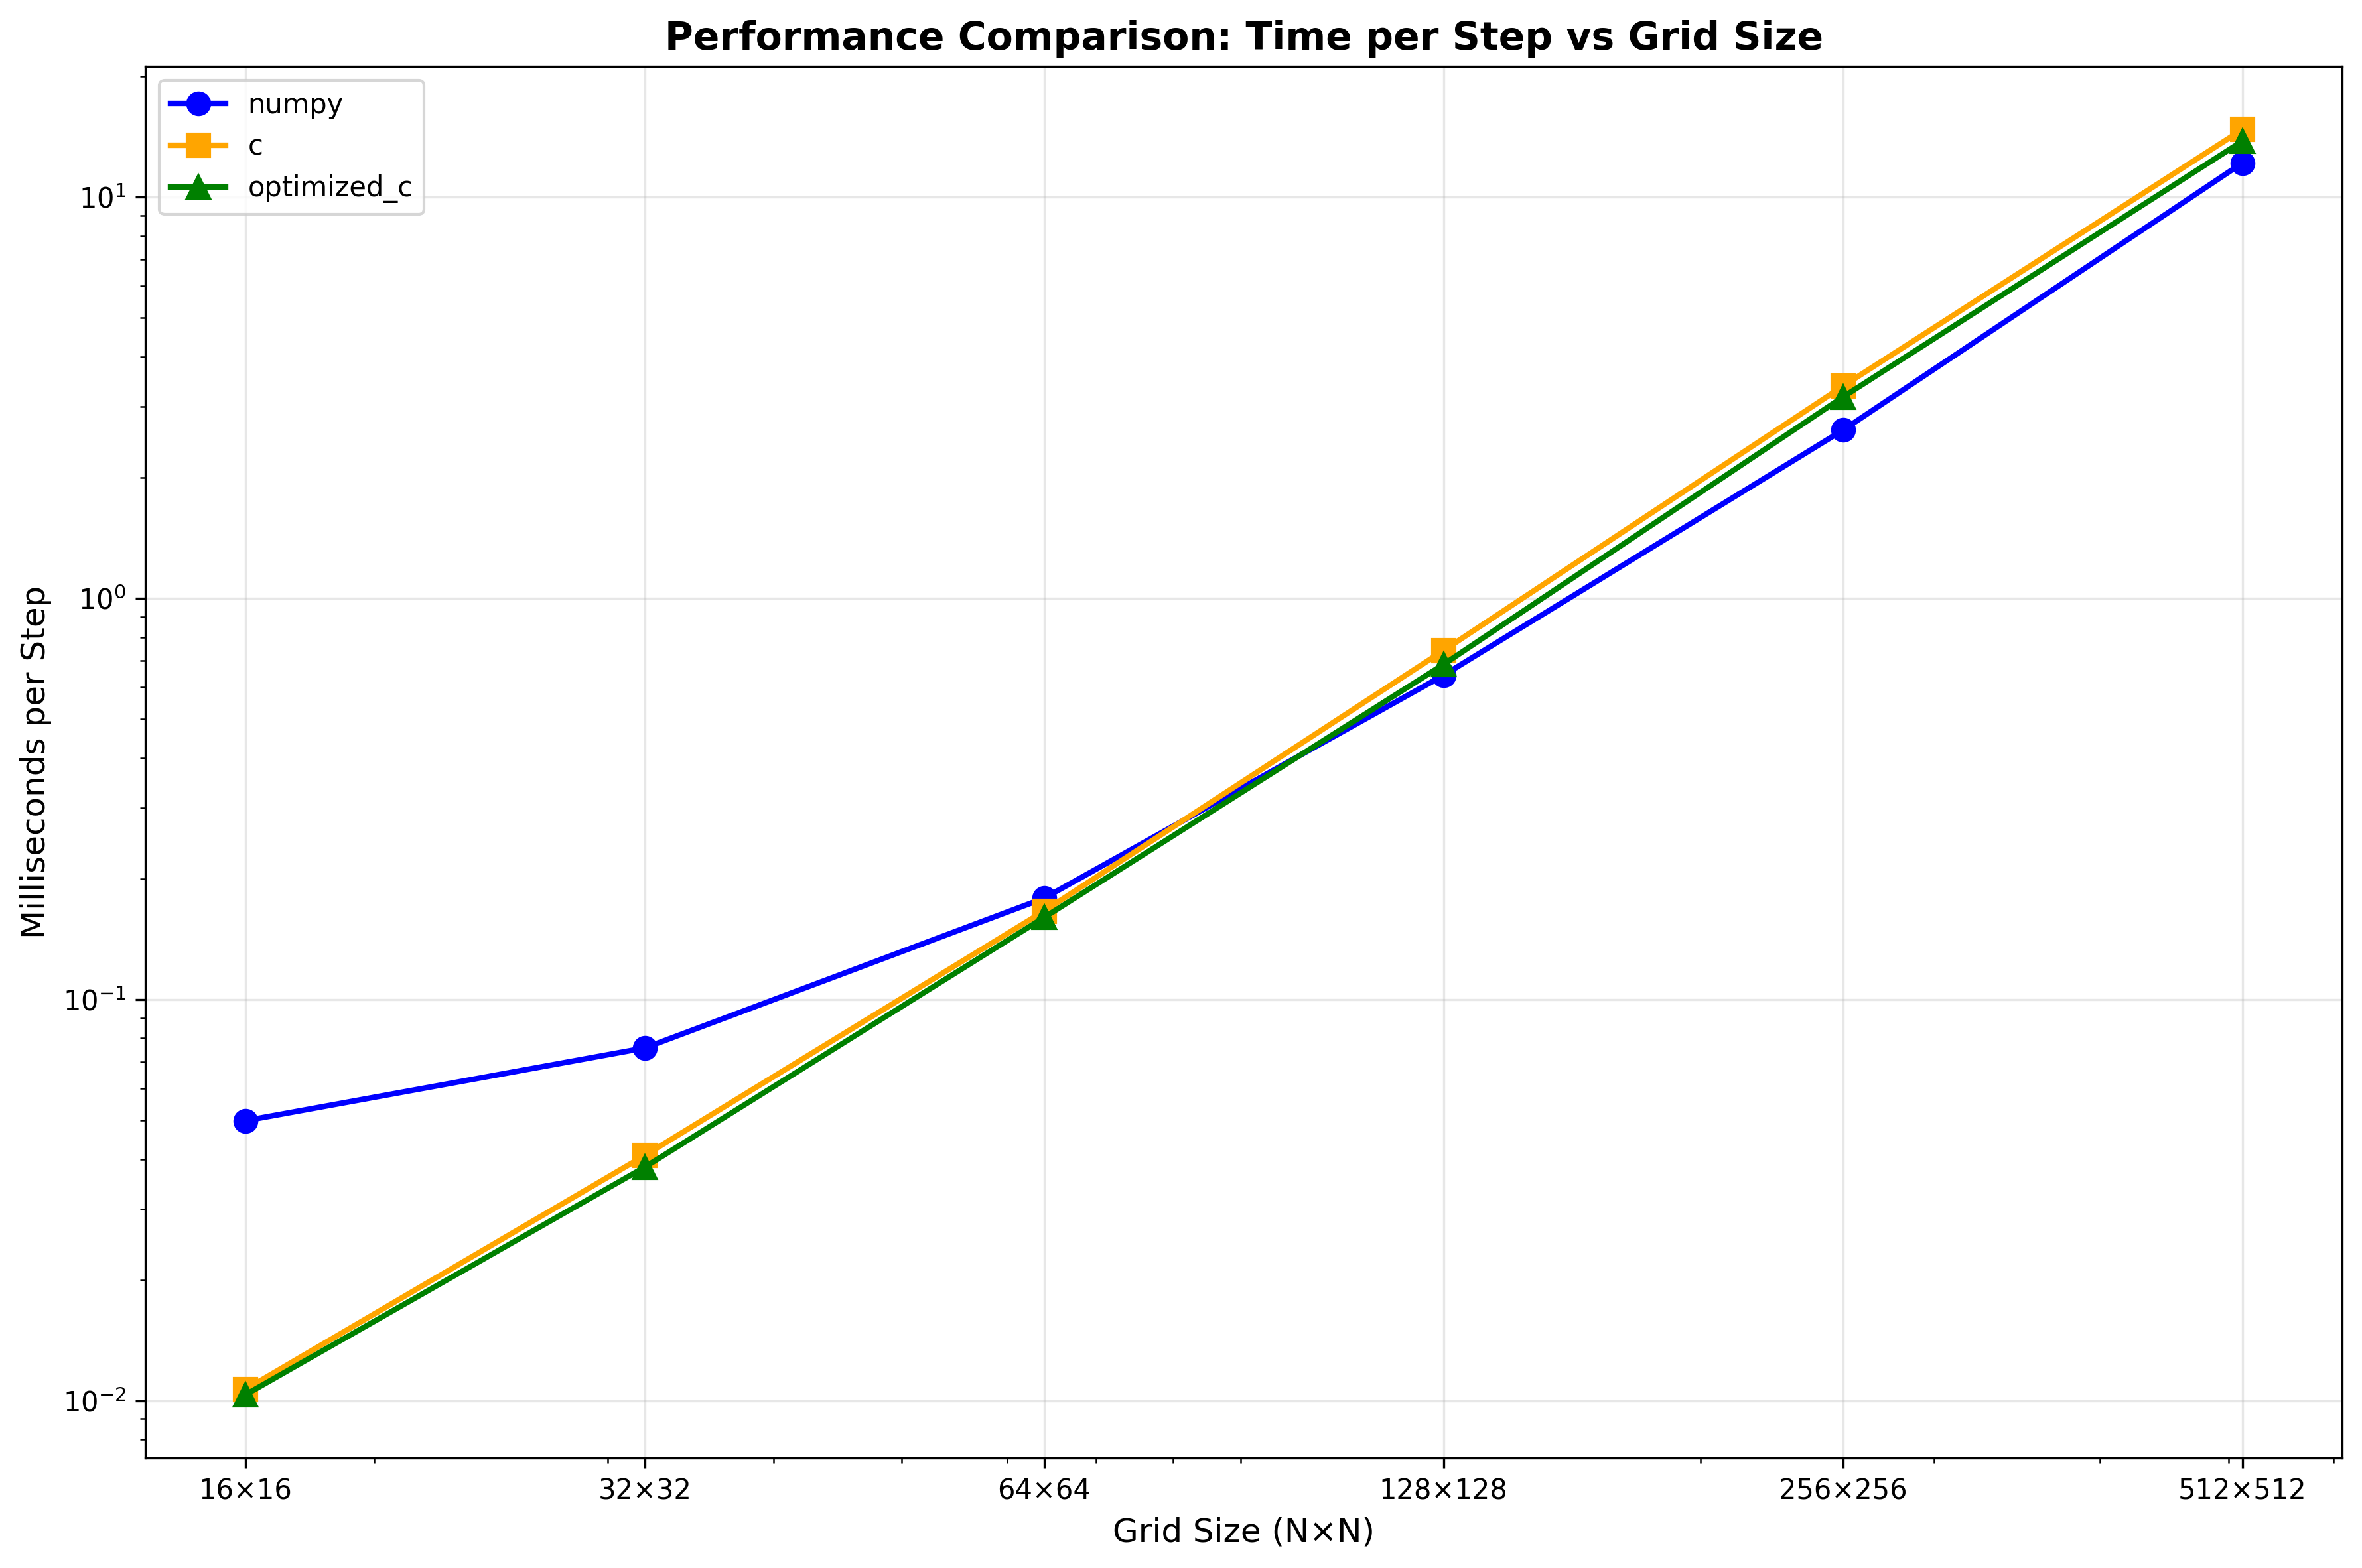 Performance Comparison: Time per Step vs Grid Size
numpy
c
optimized_c
10¹
10⁰
10⁻¹
10⁻²
Milliseconds per Step
16×16
32×32
64×64
128×128
256×256
512×512
Grid Size (N×N)